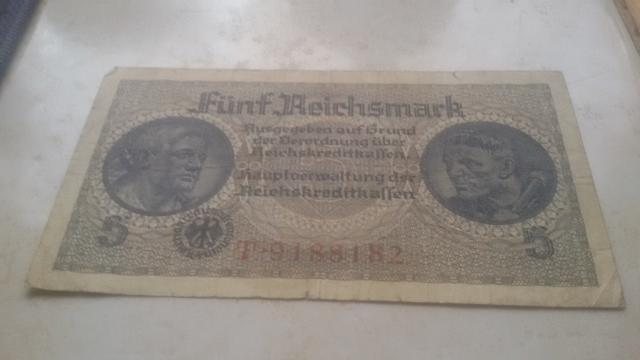 Fünf Reichsmark
Ausgegeben auf Grund
der Verordnung über
Reichskreditkassen
Hauptverwaltung der
Reichskreditkassen
5
5
T·9188182